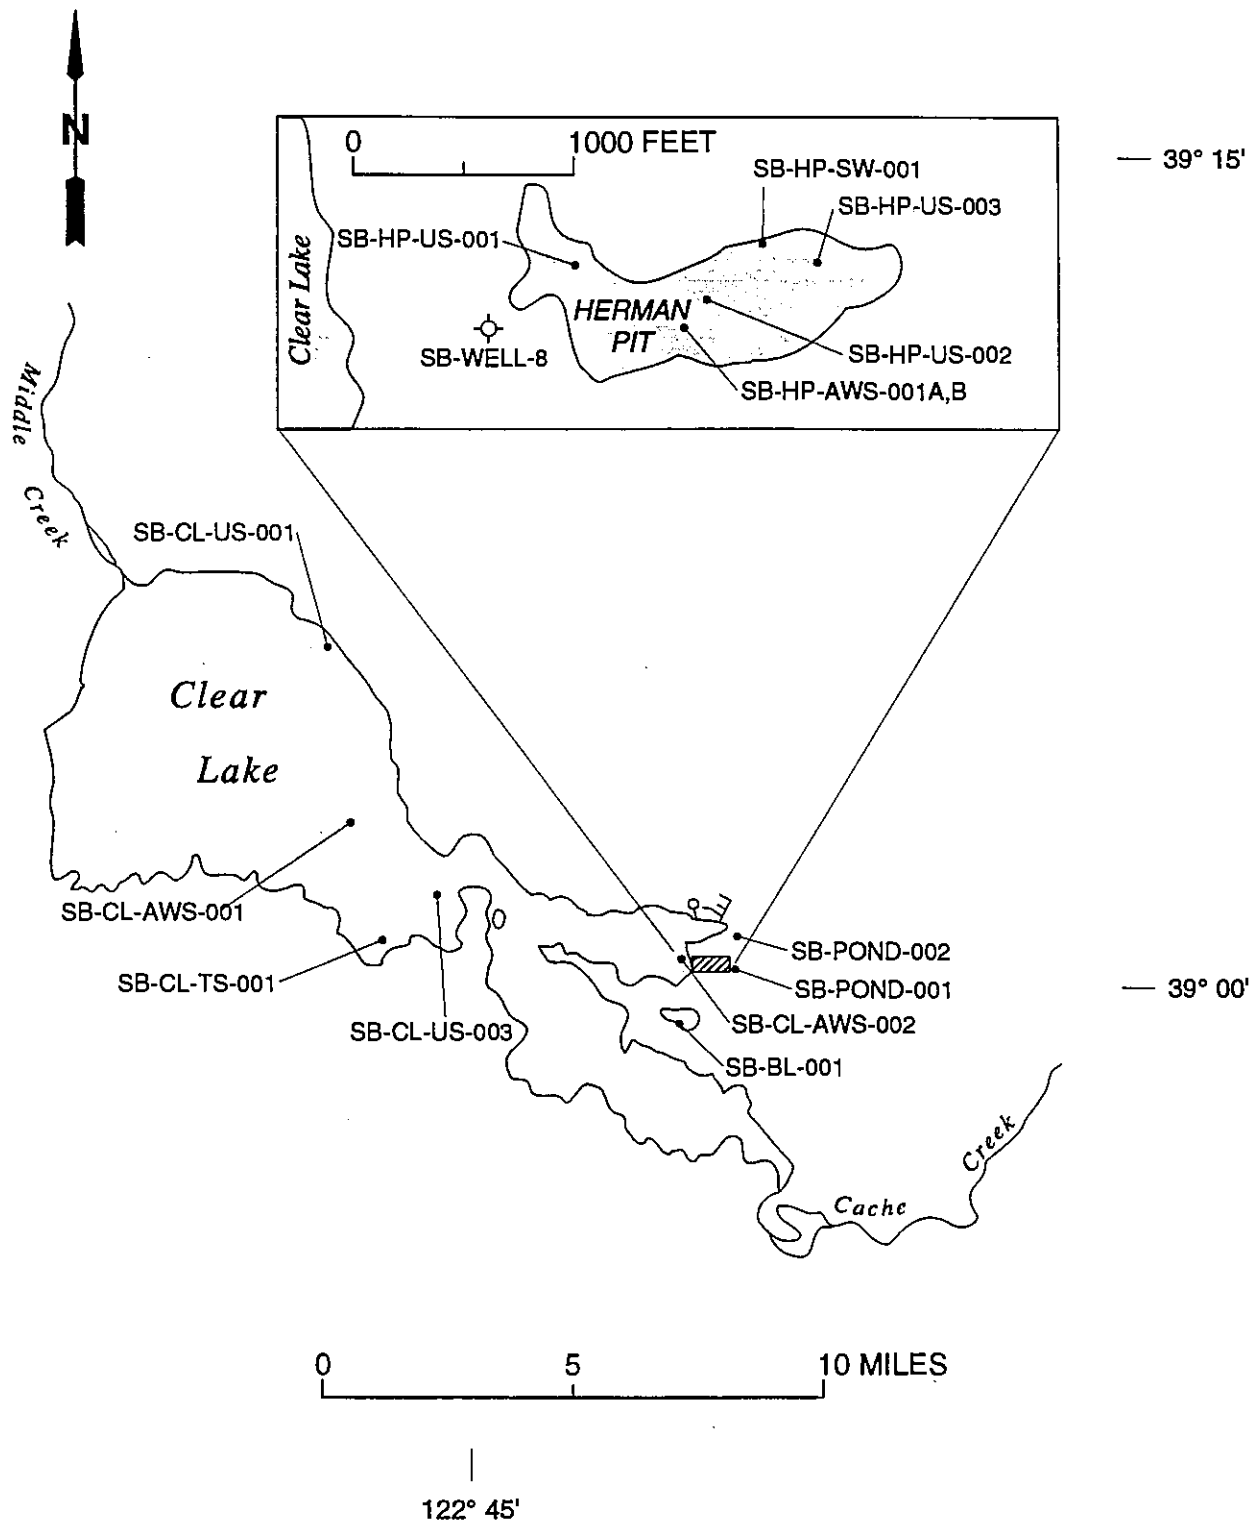 N
0 1000 FEET
39° 15'
SB-HP-SW-001
SB-HP-US-003
SB-HP-US-001
Clear Lake
HERMAN
PIT
SB-WELL-8
SB-HP-US-002
SB-HP-AWS-001A,B
Middle
Creek
SB-CL-US-001
Clear
Lake
SB-CL-AWS-001
SB-POND-002
SB-CL-TS-001
SB-POND-001
39° 00'
SB-CL-US-003
SB-CL-AWS-002
SB-BL-001
Creek
Cache
0 5 10 MILES
122° 45'